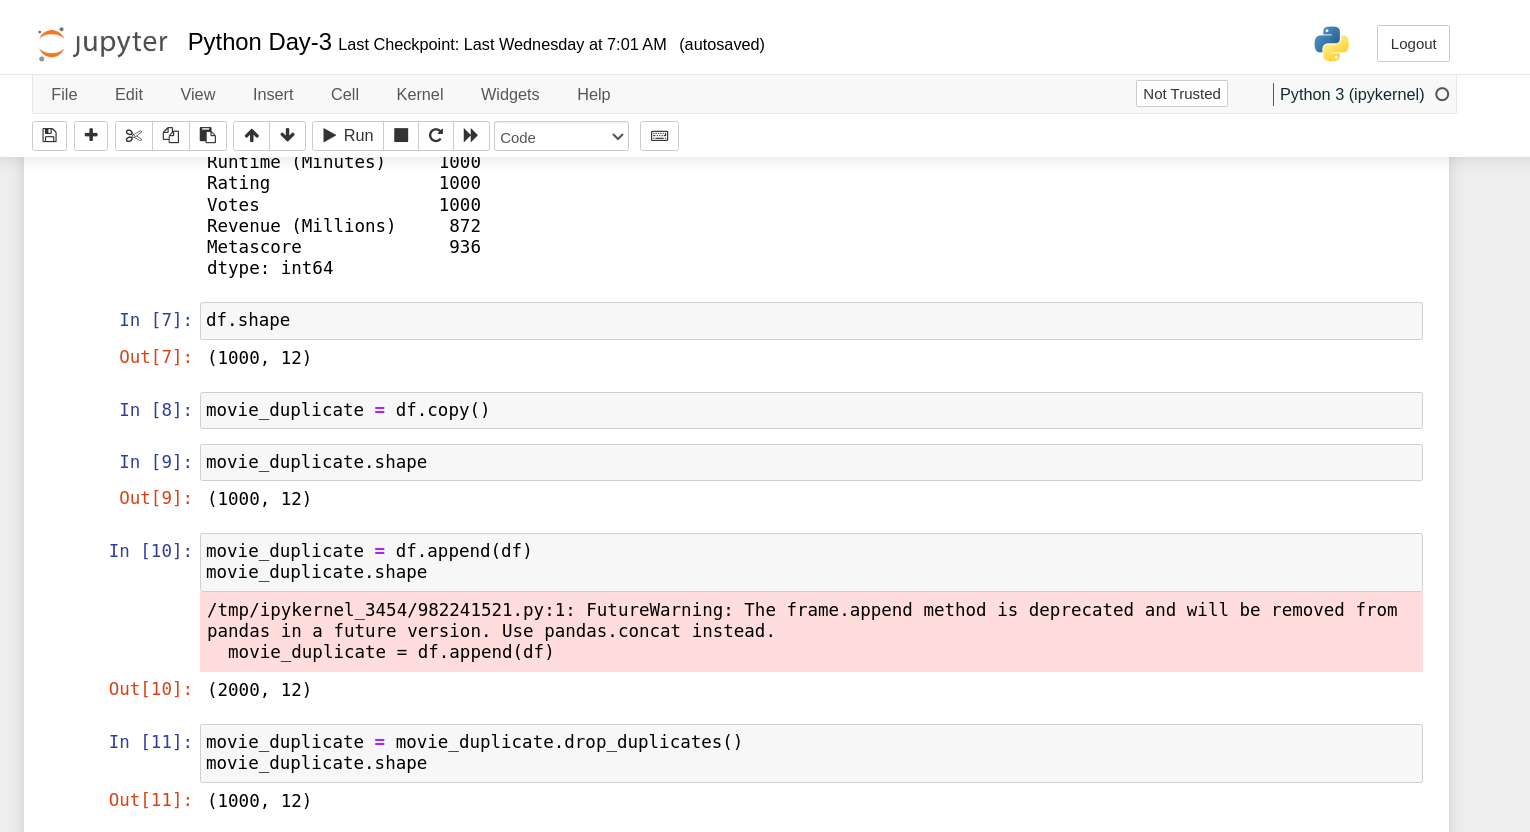 jupyter Python Day-3 Last Checkpoint: Last Wednesday at 7:01 AM (autosaved) Logout
File Edit View Insert Cell Kernel Widgets Help Not Trusted Python 3 (ipykernel)
Run Code
Runtime (Minutes) 1000
Rating 1000
Votes 1000
Revenue (Millions) 872
Metascore 936
dtype: int64
In [7]: df.shape
Out[7]: (1000, 12)
In [8]: movie_duplicate = df.copy()
In [9]: movie_duplicate.shape
Out[9]: (1000, 12)
In [10]: movie_duplicate = df.append(df)
movie_duplicate.shape
/tmp/ipykernel_3454/982241521.py:1: FutureWarning: The frame.append method is deprecated and will be removed from
pandas in a future version. Use pandas.concat instead.
movie_duplicate = df.append(df)
Out[10]: (2000, 12)
In [11]: movie_duplicate = movie_duplicate.drop_duplicates()
movie_duplicate.shape
Out[11]: (1000, 12)